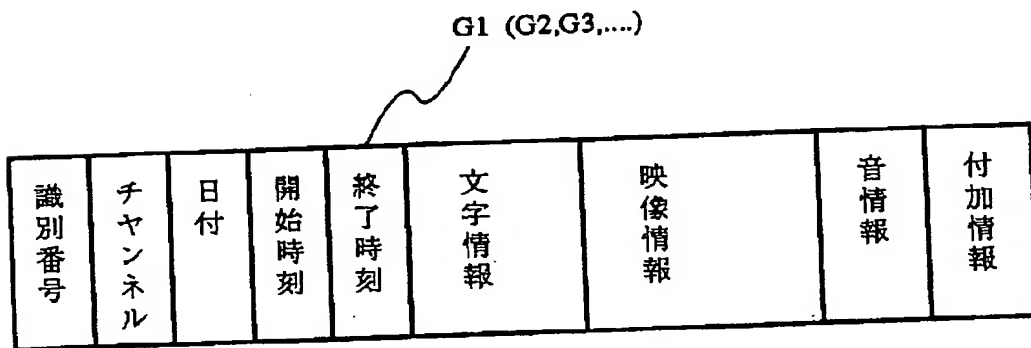 G1 (G2,G3,....)
識別番号
チヤンネル
日付
開始時刻
終了時刻
文字情報
映像情報
音情報
付加情報